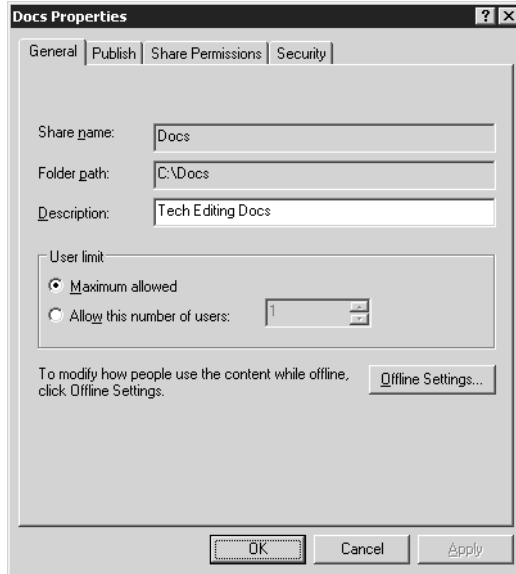 Docs Properties ? X
General Publish Share Permissions Security
Share name: Docs
Folder path: C:\Docs
Description: Tech Editing Docs
User limit
Maximum allowed
Allow this number of users: 1
To modify how people use the content while offline,
click Offline Settings.
Offline Settings...
OK Cancel Apply